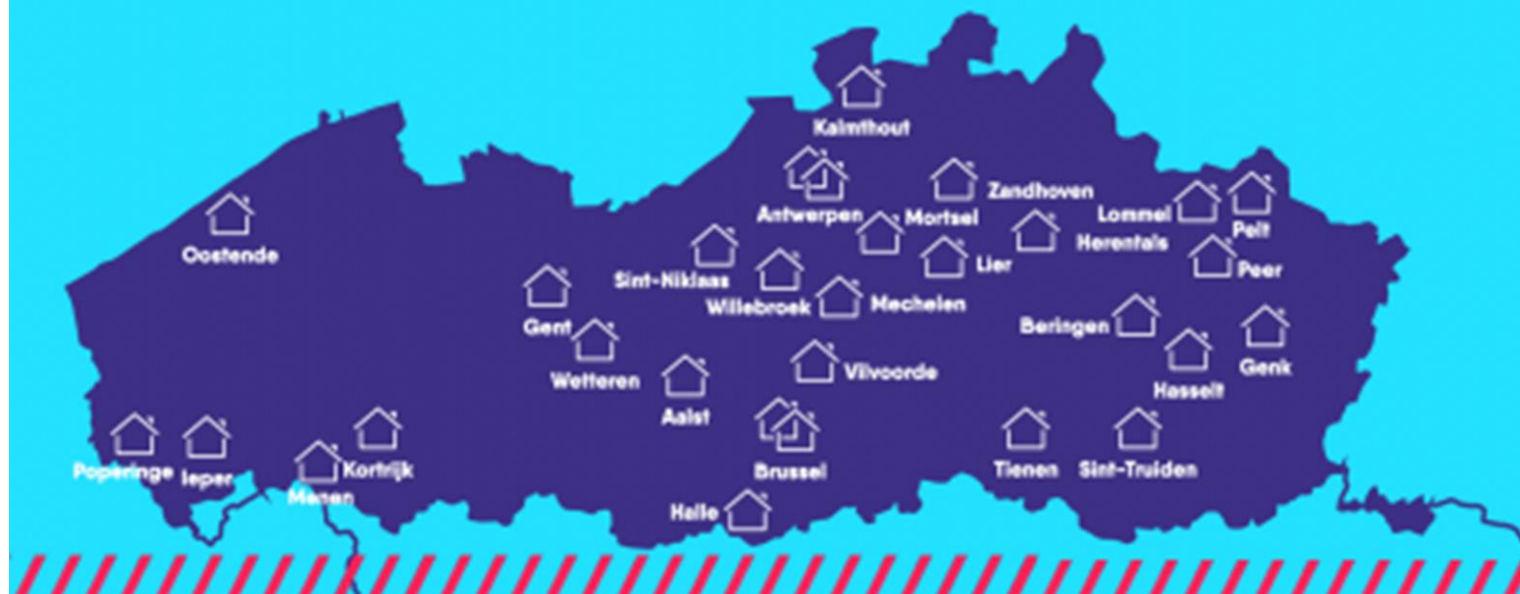 Kalmthout
Zandhoven
Antwerpen
Mortsel
Lommel
Pelt
Herentals
Oostende
Lier
Peer
Sint-Niklaas
Willebroek
Mechelen
Gent
Beringen
Genk
Wetteren
Vilvoorde
Hasselt
Aalst
Poperinge
Ieper
Kortrijk
Brussel
Tienen
Sint-Truiden
Menen
Halle